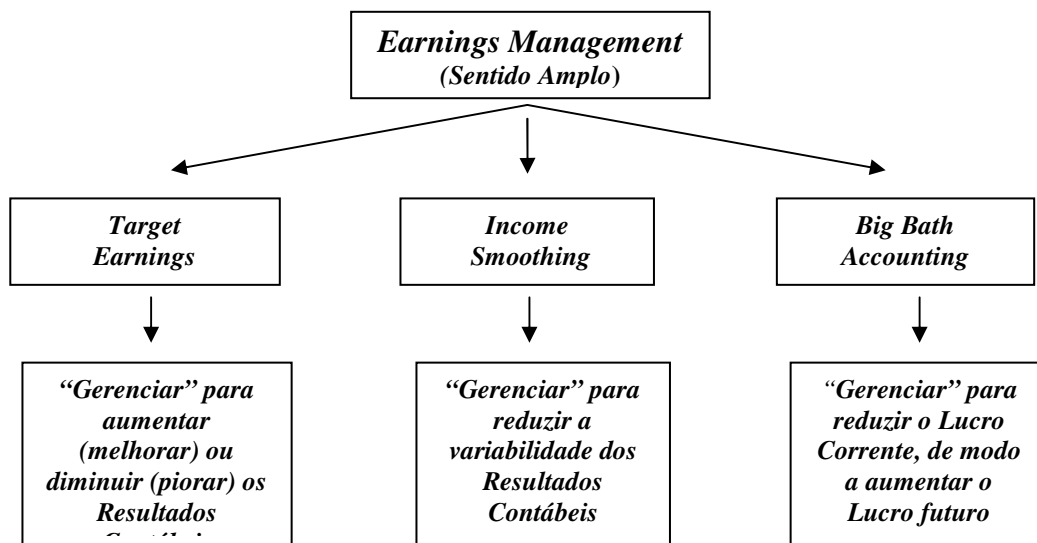 Earnings Management
(Sentido Amplo)
Target
Earnings
Income
Smoothing
Big Bath
Accounting
“Gerenciar” para
aumentar
(melhorar) ou
diminuir (piorar) os
Resultados
“Gerenciar” para
reduzir a
variabilidade dos
Resultados
Contábeis
“Gerenciar” para
reduzir o Lucro
Corrente, de modo
a aumentar o
Lucro futuro